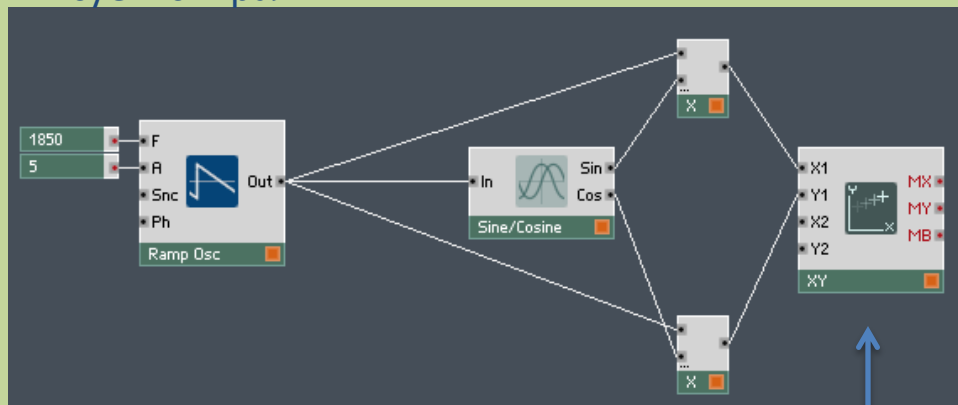 1850
5
F
A
Snc
Ph
Out
Ramp Osc
In
Sin
Cos
Sine/Cosine
...
X
...
X
X1
Y1
X2
Y2
Y
X
MX
MY
MB
XY